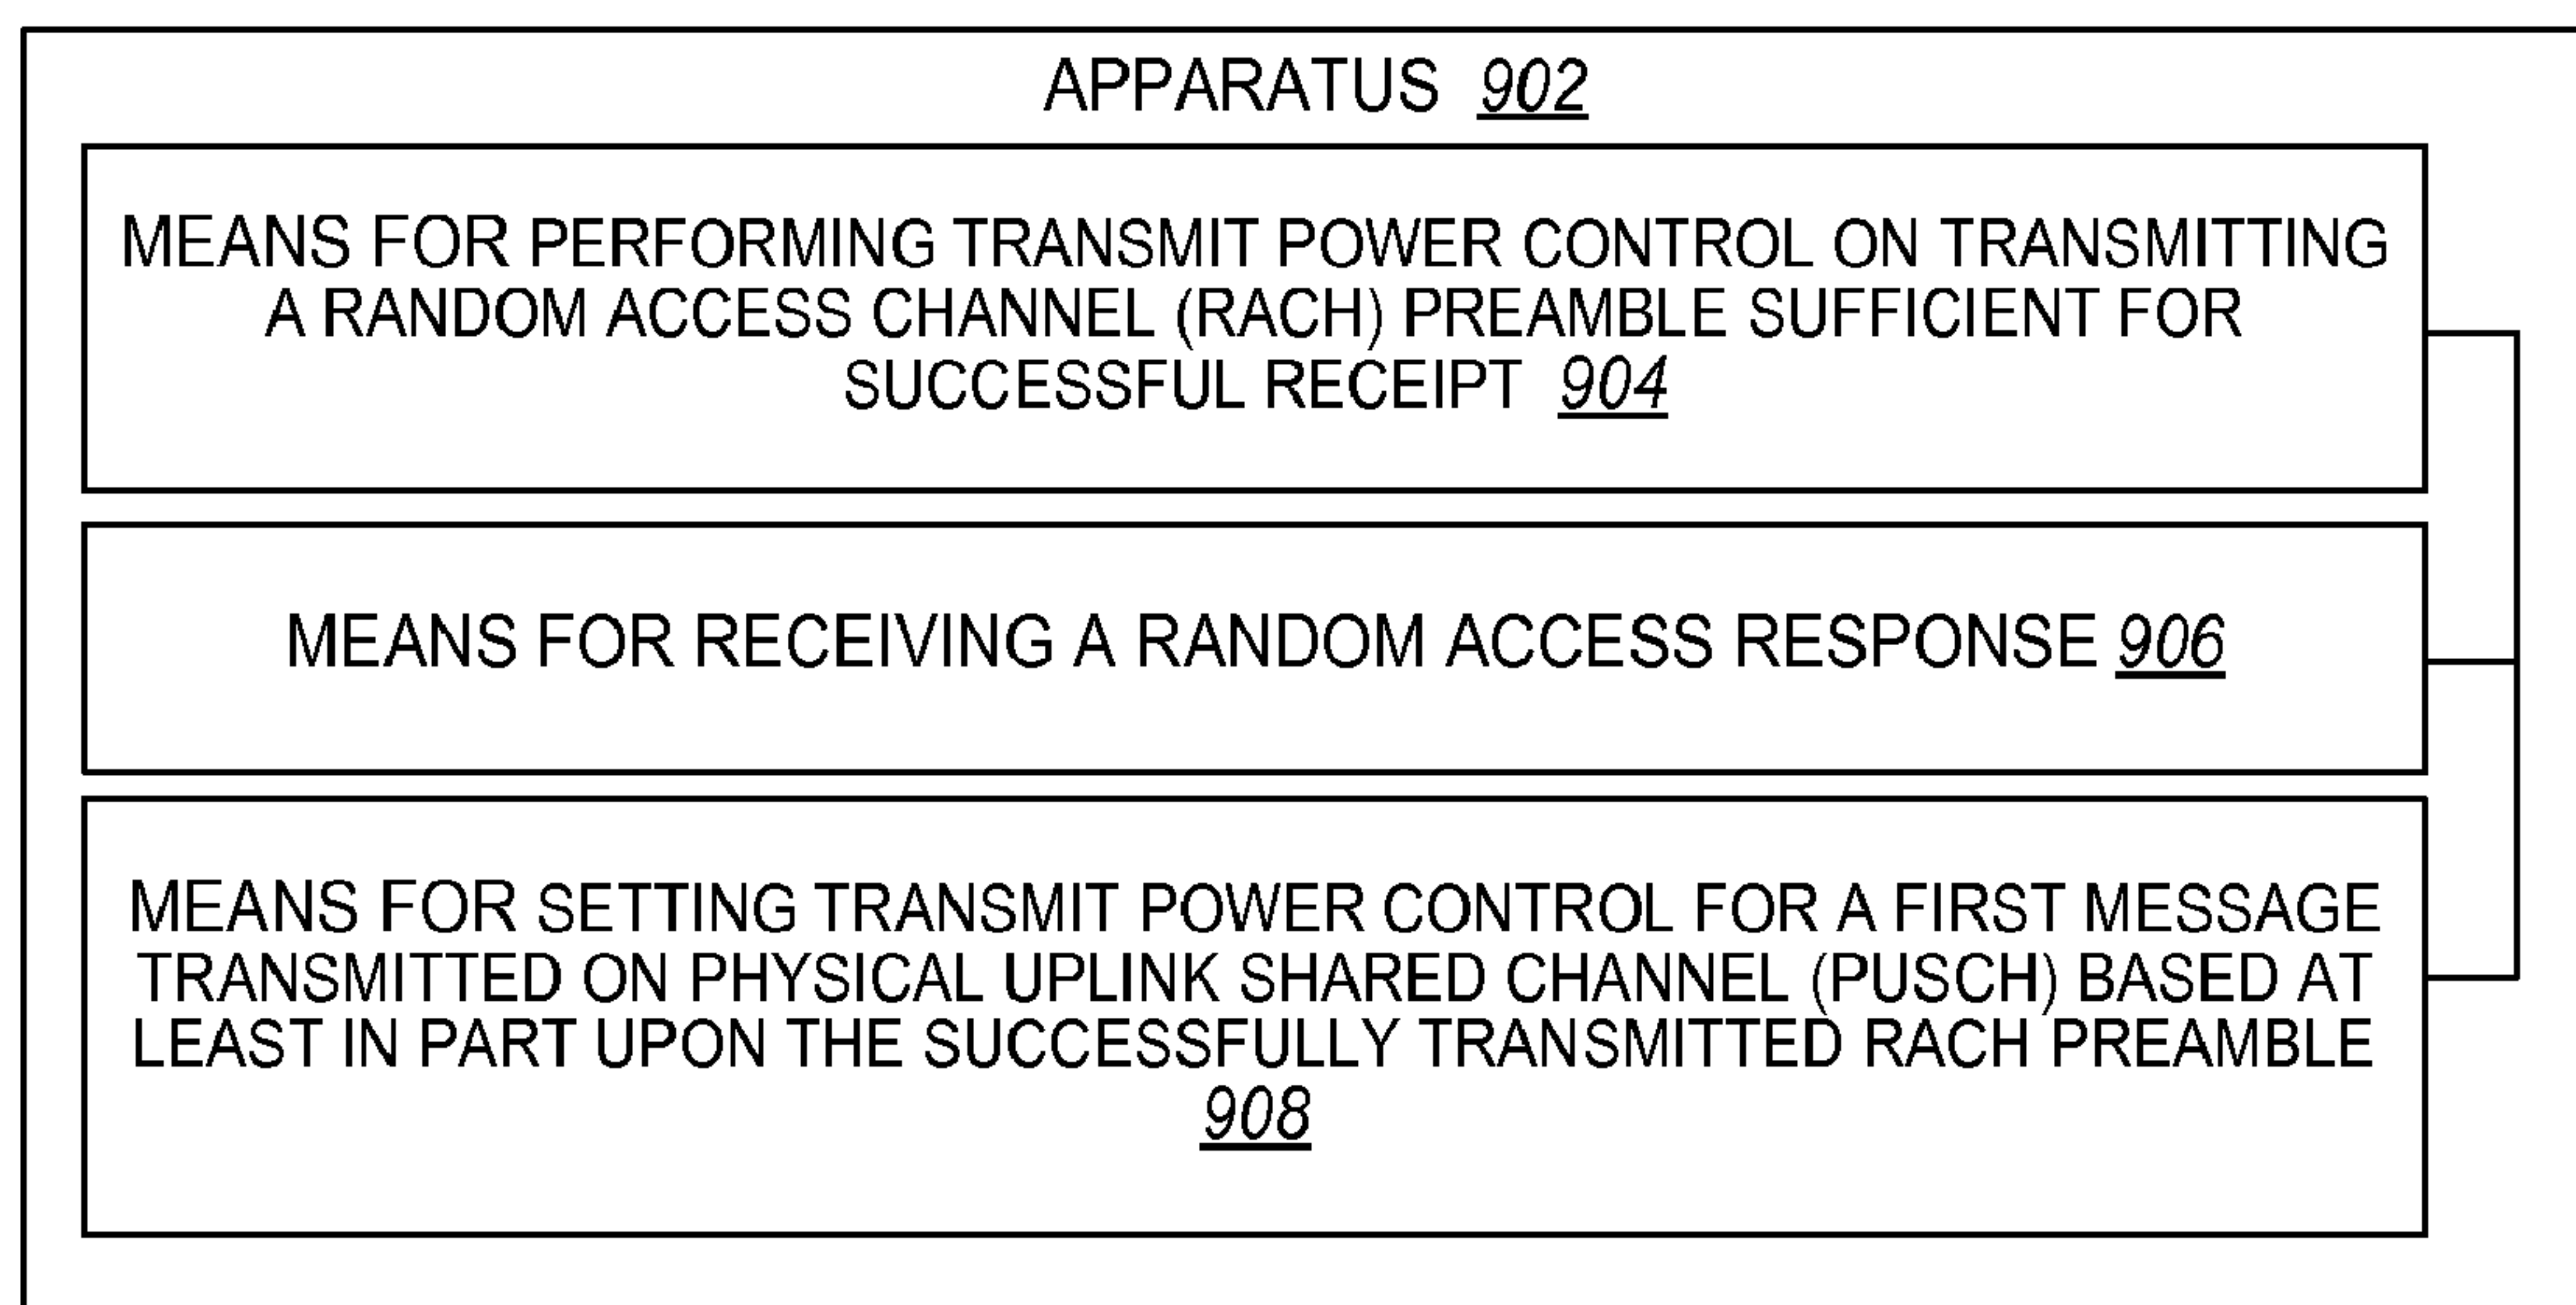 APPARATUS 902
MEANS FOR PERFORMING TRANSMIT POWER CONTROL ON TRANSMITTING
A RANDOM ACCESS CHANNEL (RACH) PREAMBLE SUFFICIENT FOR
SUCCESSFUL RECEIPT 904
MEANS FOR RECEIVING A RANDOM ACCESS RESPONSE 906
MEANS FOR SETTING TRANSMIT POWER CONTROL FOR A FIRST MESSAGE
TRANSMITTED ON PHYSICAL UPLINK SHARED CHANNEL (PUSCH) BASED AT
LEAST IN PART UPON THE SUCCESSFULLY TRANSMITTED RACH PREAMBLE
908